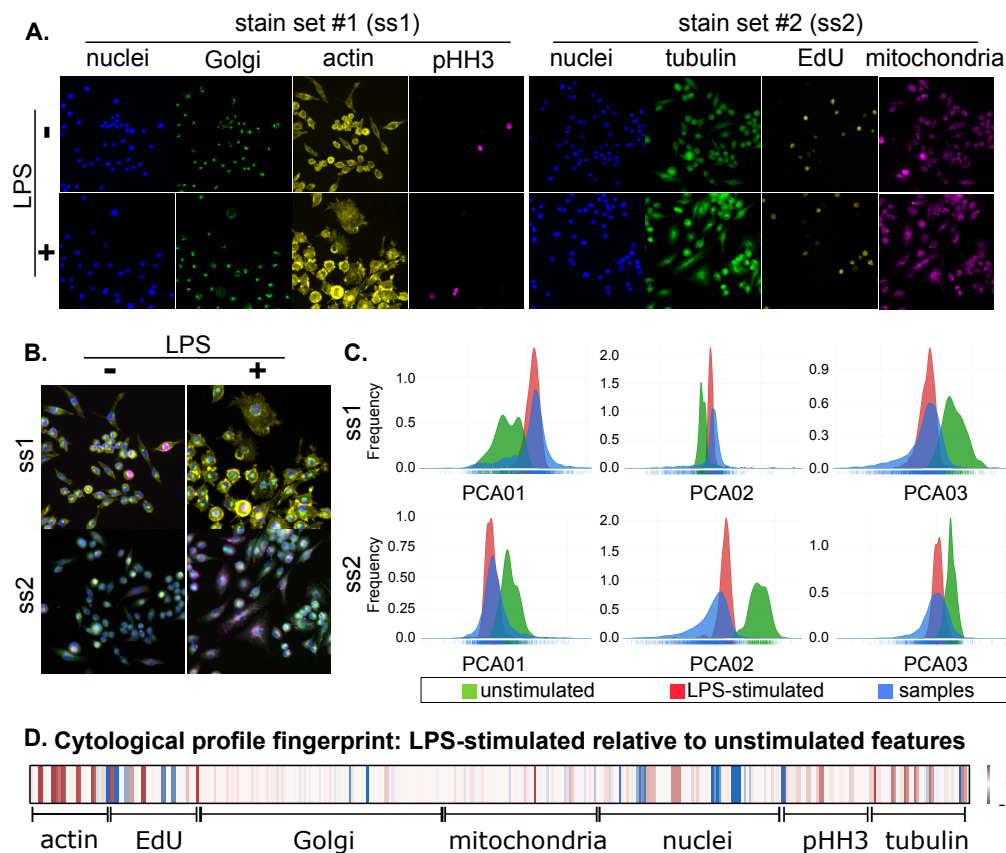 A.
stain set #1 (ss1)
stain set #2 (ss2)
nuclei Golgi actin pHH3
nuclei tubulin EdU mitochondria
LPS
-
+
B.
LPS
- +
ss1
ss2
C.
ss1
Frequency
1.0
0.5
0.0
PCA01
2.0
1.5
1.0
0.5
0.0
PCA02
0.9
0.6
0.3
0.0
PCA03
ss2
Frequency
1.0
0.75
0.50
0.25
0.0
PCA01
2.0
1.5
1.0
0.5
0.0
PCA02
1.0
0.5
0.0
PCA03
unstimulated LPS-stimulated samples
D. Cytological profile fingerprint: LPS-stimulated relative to unstimulated features
actin EdU Golgi mitochondria nuclei pHH3 tubulin